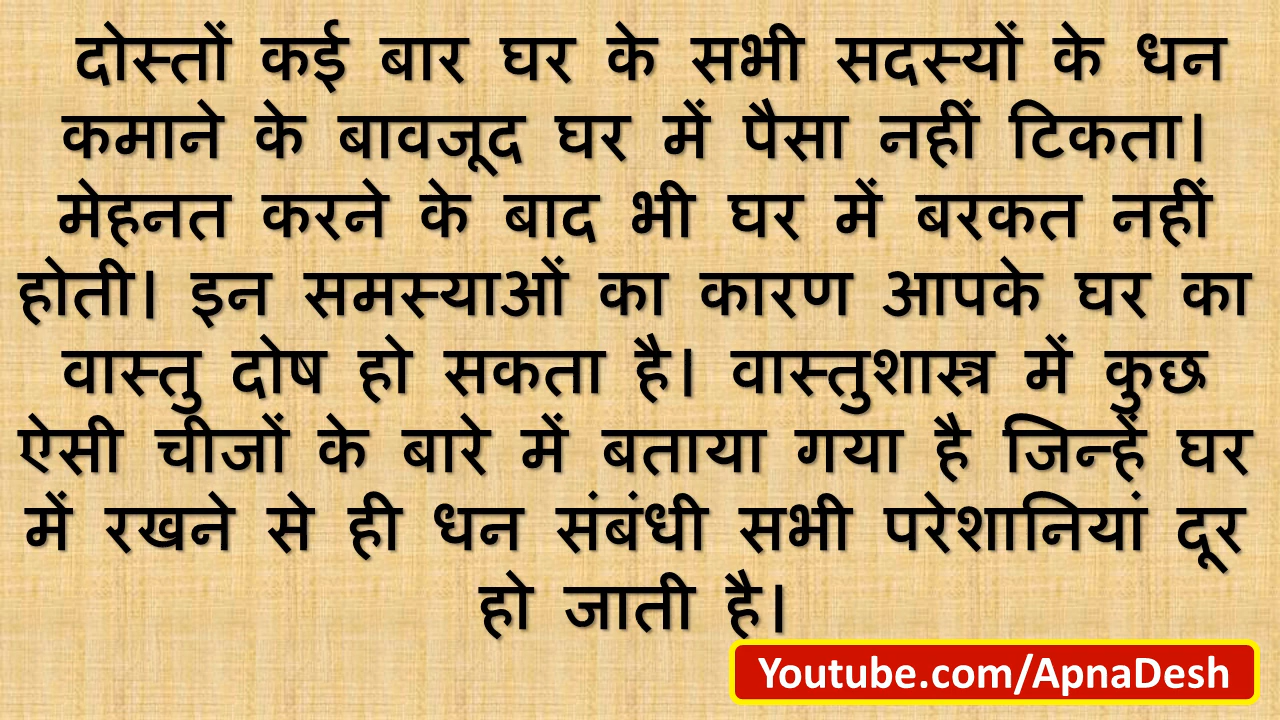 दोस्तों कई बार घर के सभी सदस्यों के धन
कमाने के बावजूद घर में पैसा नहीं टिकता।
मेहनत करने के बाद भी घर में बरकत नहीं
होती। इन समस्याओं का कारण आपके घर का
वास्तु दोष हो सकता है। वास्तुशास्त्र में कुछ
ऐसी चीजों के बारे में बताया गया है जिन्हें घर
में रखने से ही धन संबंधी सभी परेशानियां दूर
हो जाती है।
Youtube.com/ApnaDesh